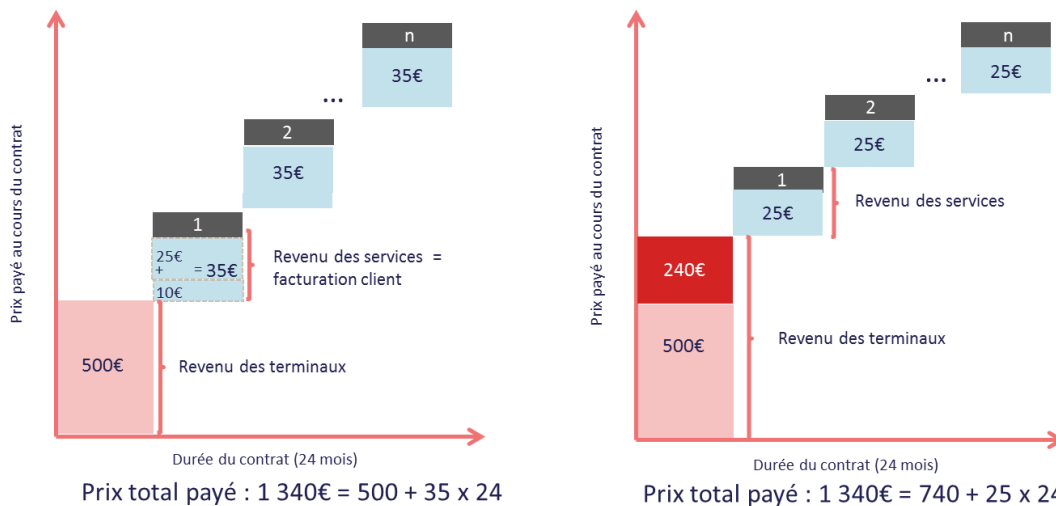 Prix payé au cours du contrat
n
35€
...
2
35€
1
25€
+
= 35€
10€
Revenu des services =
facturation client
500€
Revenu des terminaux
Durée du contrat (24 mois)
Prix total payé : 1 340€ = 500 + 35 x 24
Prix payé au cours du contrat
n
25€
...
2
25€
1
25€
Revenu des services
240€
500€
Revenu des terminaux
Durée du contrat (24 mois)
Prix total payé : 1 340€ = 740 + 25 x 24